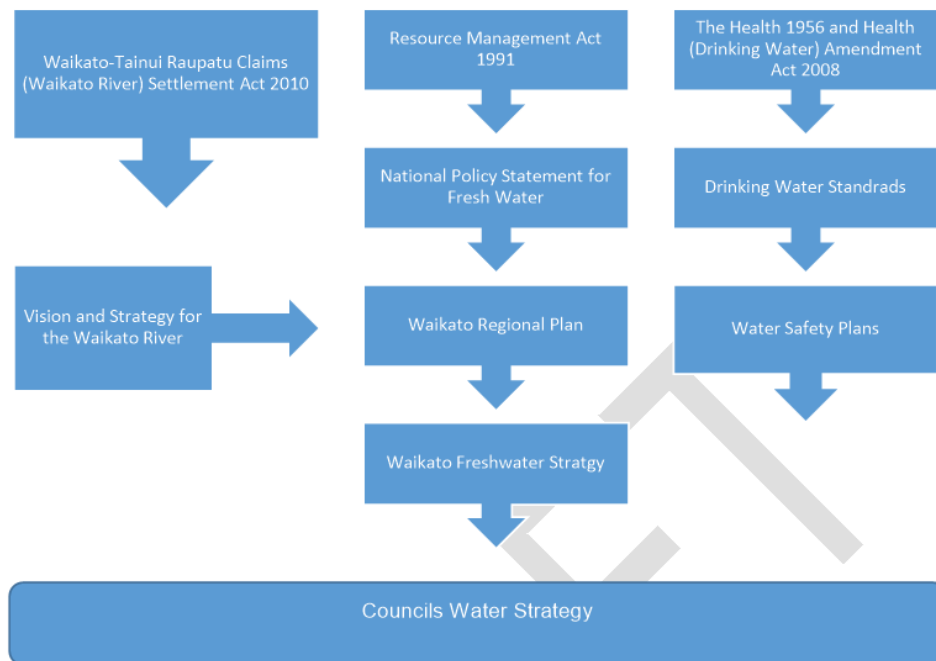 Waikato-Tainui Raupatu Claims
(Waikato River) Settlement Act 2010
Resource Management Act
1991
The Health 1956 and Health
(Drinking Water) Amendment
Act 2008
National Policy Statement for
Fresh Water
Drinking Water Standrads
Vision and Strategy for
the Waikato River
Waikato Regional Plan
Water Safety Plans
Waikato Freshwater Stratgy
Councils Water Strategy